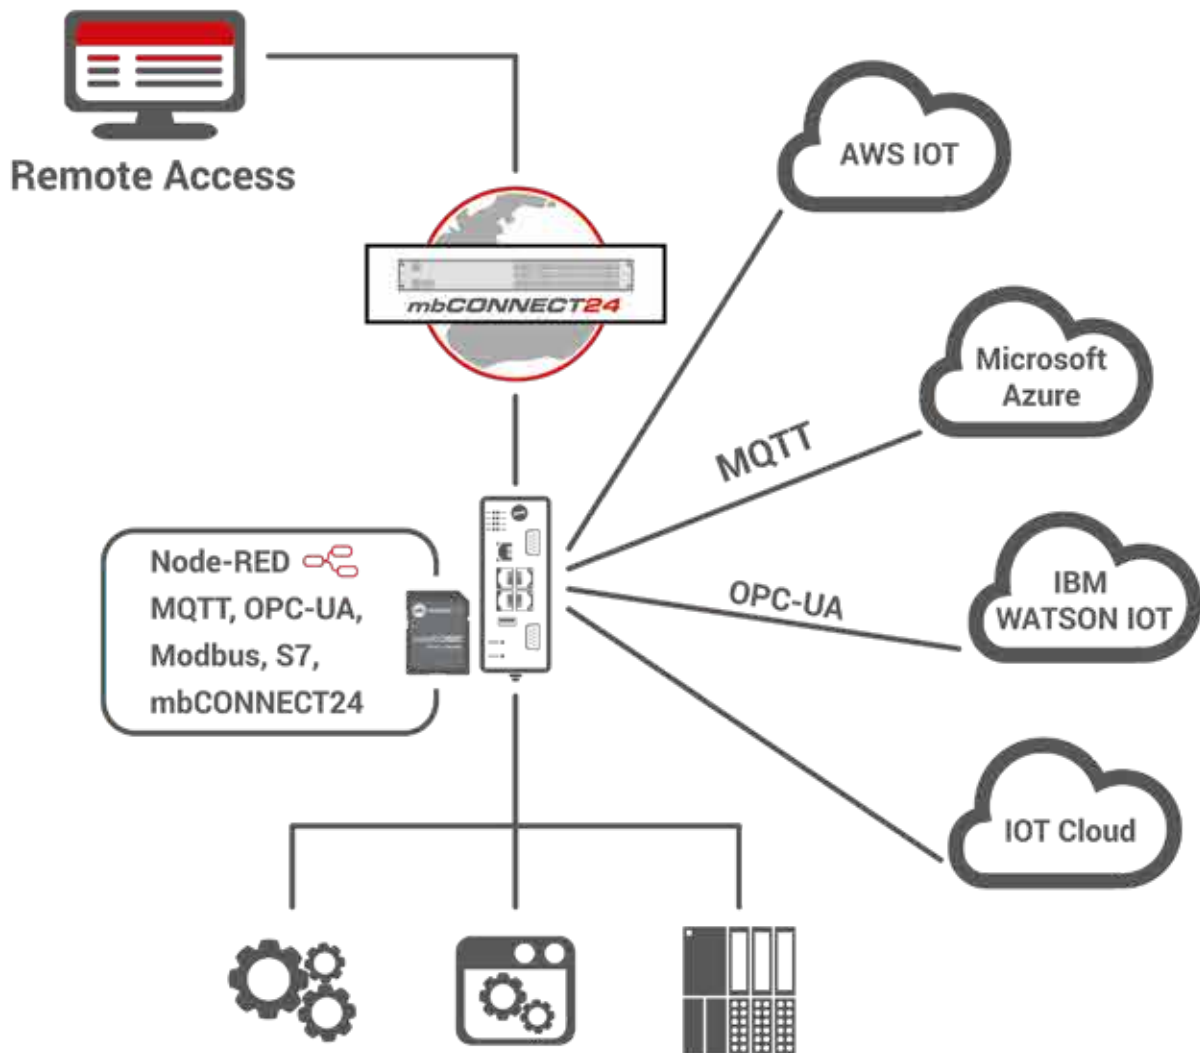 Remote Access
AWS IOT
mbCONNECT24
Microsoft
Azure
MQTT
Node-RED
MQTT, OPC-UA,
Modbus, S7,
mbCONNECT24
OPC-UA
IBM
WATSON IOT
IOT Cloud